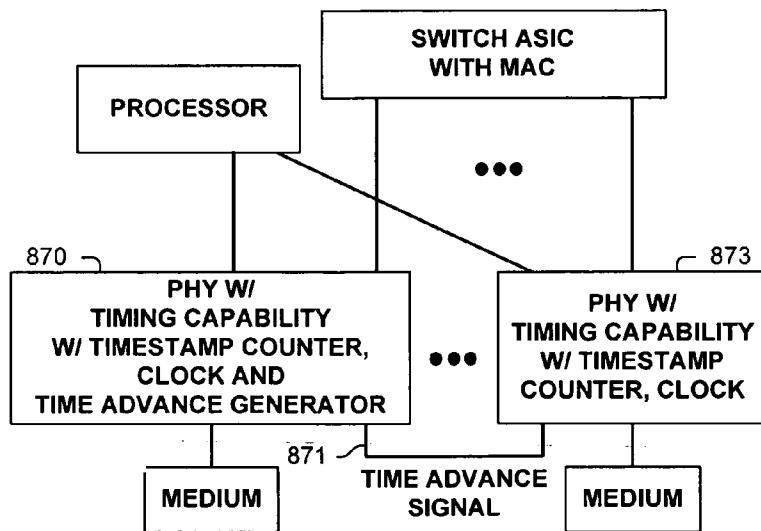 SWITCH ASIC
WITH MAC
PROCESSOR
870
873
PHY W/
TIMING CAPABILITY
W/ TIMESTAMP COUNTER,
CLOCK AND
TIME ADVANCE GENERATOR
PHY W/
TIMING CAPABILITY
W/ TIMESTAMP
COUNTER, CLOCK
871
TIME ADVANCE
SIGNAL
MEDIUM
MEDIUM